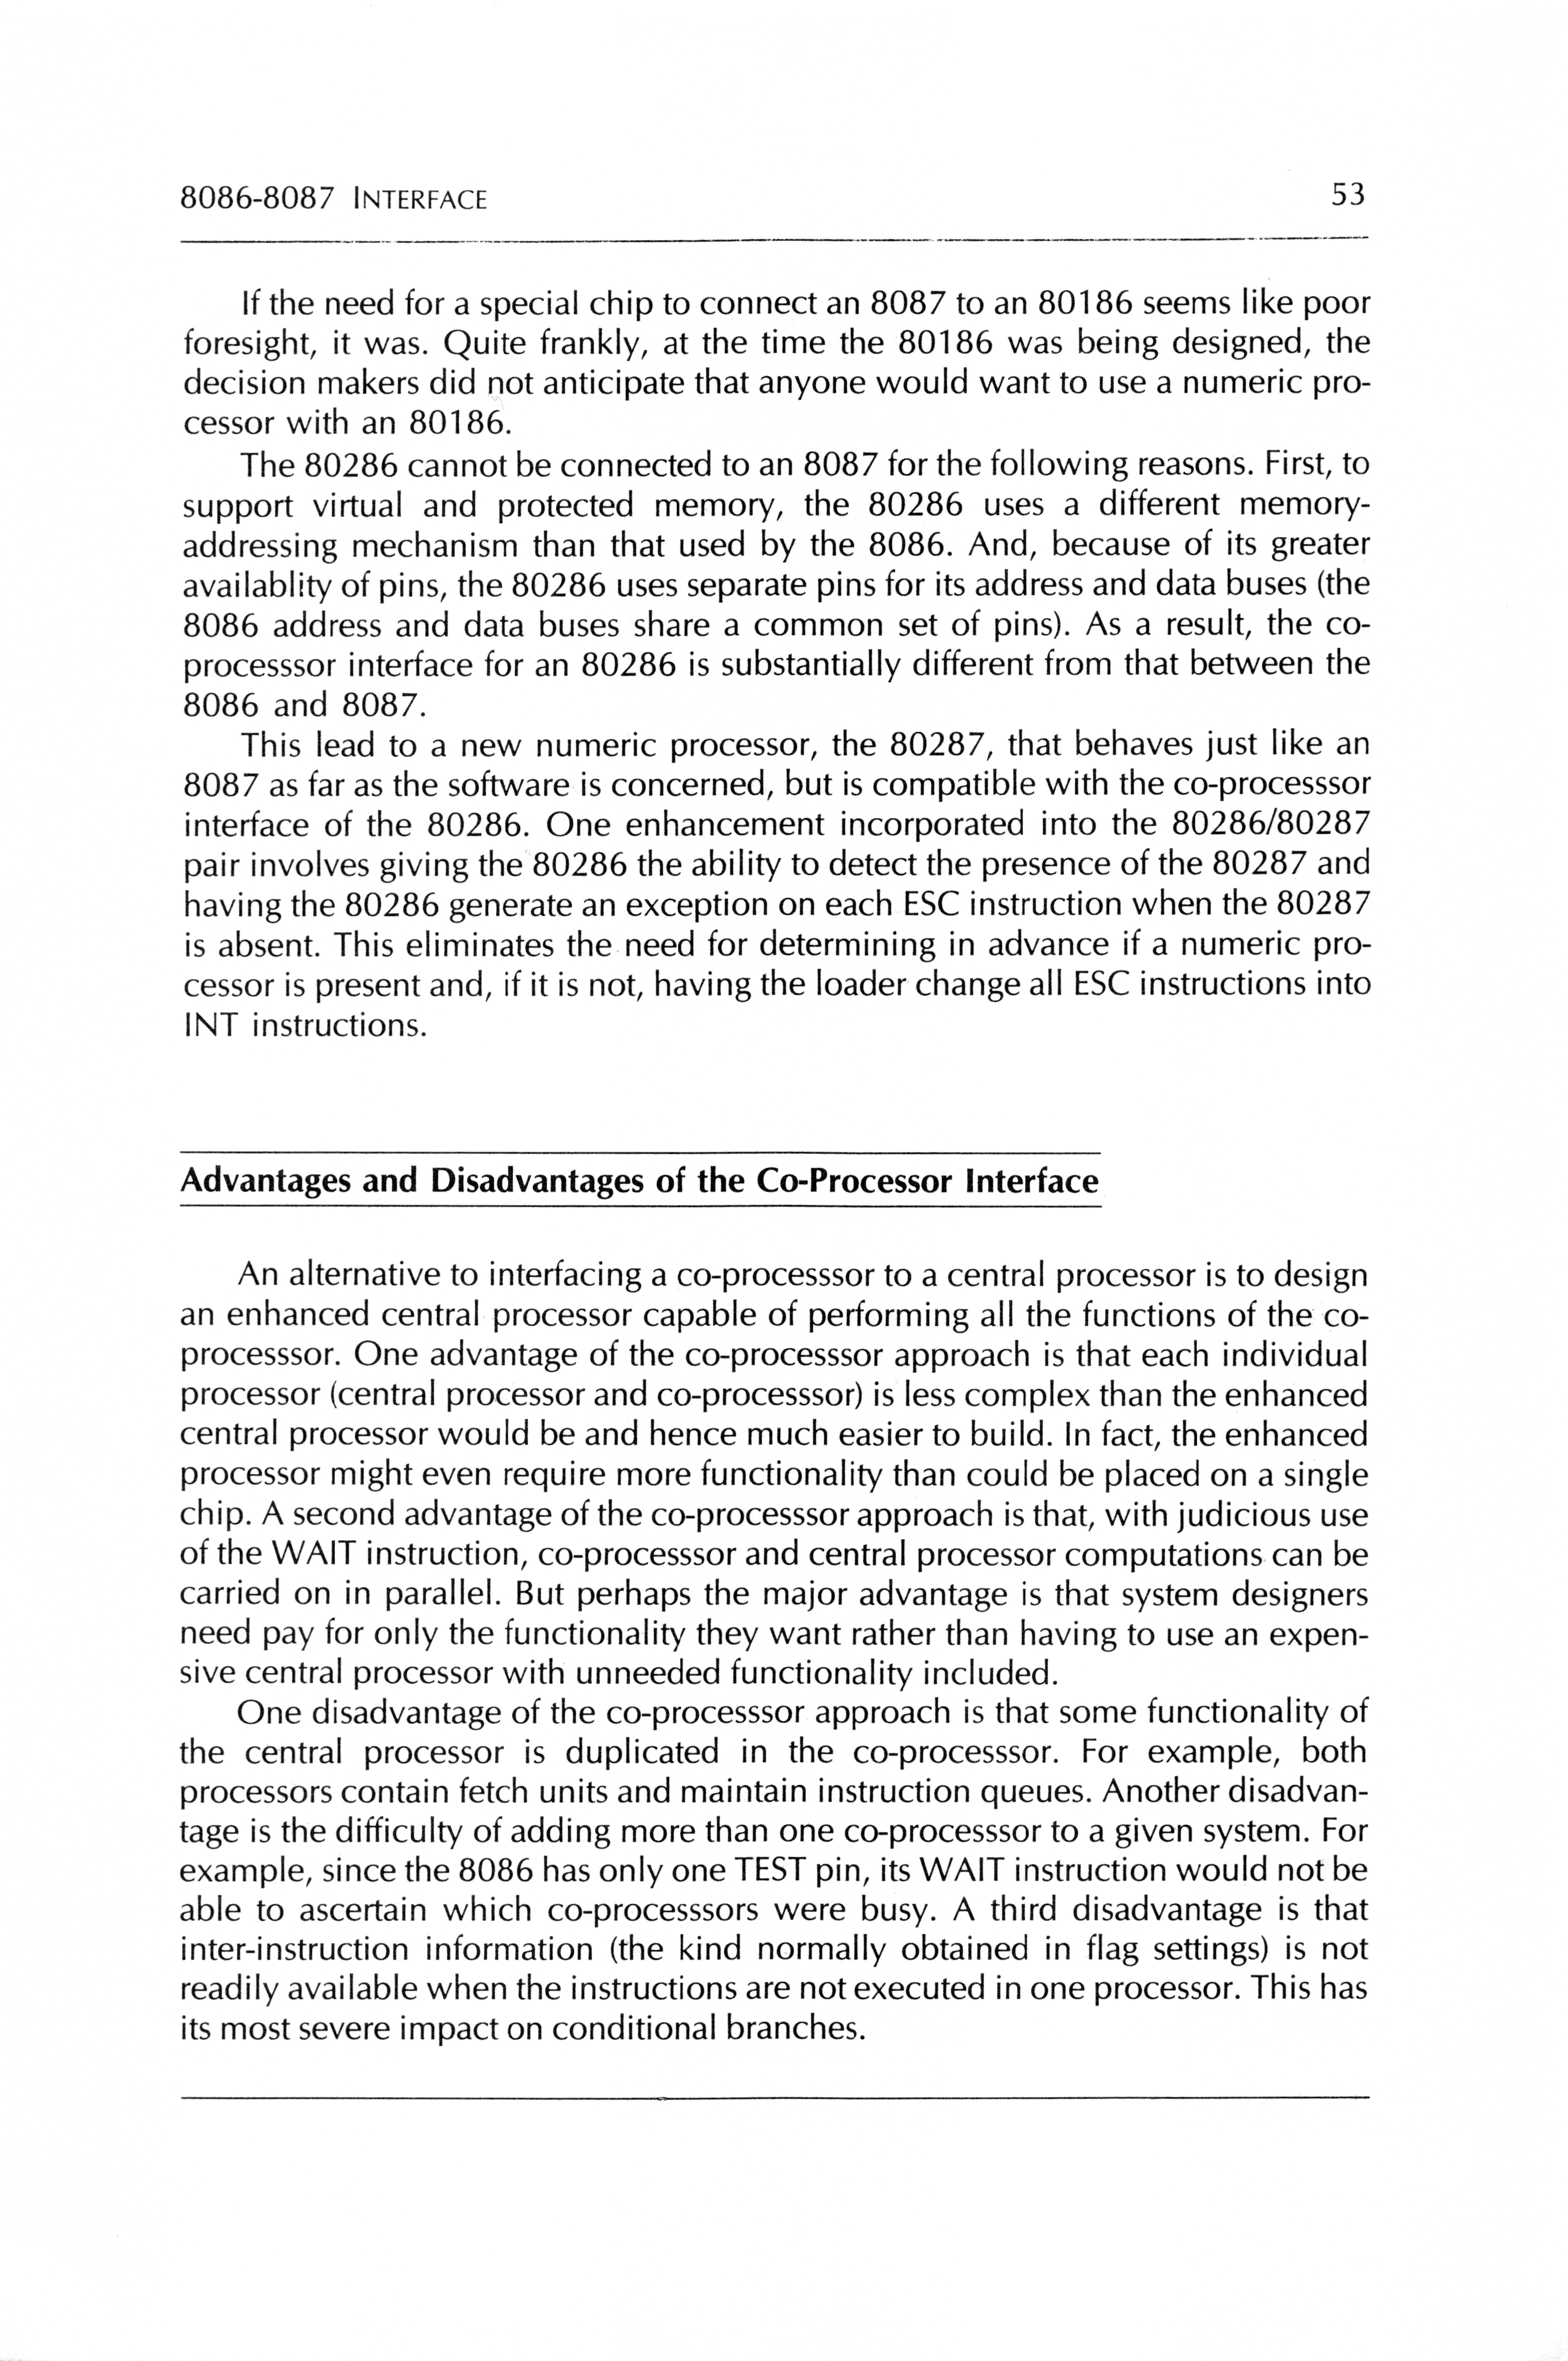 8086-8087 INTERFACE 53
If the need for a special chip to connect an 8087 to an 80186 seems like poor
foresight, it was. Quite frankly, at the time the 80186 was being designed, the
decision makers did not anticipate that anyone would want to use a numeric pro-
cessor with an 80186.
The 80286 cannot be connected to an 8087 for the following reasons. First, to
support virtual and protected memory, the 80286 uses a different memory-
addressing mechanism than that used by the 8086. And, because of its greater
availablity of pins, the 80286 uses separate pins for its address and data buses (the
8086 address and data buses share a common set of pins). As a result, the co-
processsor interface for an 80286 is substantially different from that between the
8086 and 8087.
This lead to a new numeric processor, the 80287, that behaves just like an
8087 as far as the software is concerned, but is compatible with the co-processsor
interface of the 80286. One enhancement incorporated into the 80286/80287
pair involves giving the 80286 the ability to detect the presence of the 80287 and
having the 80286 generate an exception on each ESC instruction when the 80287
is absent. This eliminates the need for determining in advance if a numeric pro-
cessor is present and, if it is not, having the loader change all ESC instructions into
INT instructions.
Advantages and Disadvantages of the Co-Processor Interface
An alternative to interfacing a co-processsor to a central processor is to design
an enhanced central processor capable of performing all the functions of the co-
processsor. One advantage of the co-processsor approach is that each individual
processor (central processor and co-processsor) is less complex than the enhanced
central processor would be and hence much easier to build. In fact, the enhanced
processor might even require more functionality than could be placed on a single
chip. A second advantage of the co-processsor approach is that, with judicious use
of the WAIT instruction, co-processsor and central processor computations can be
carried on in parallel. But perhaps the major advantage is that system designers
need pay for only the functionality they want rather than having to use an expen-
sive central processor with unneeded functionality included.
One disadvantage of the co-processsor approach is that some functionality of
the central processor is duplicated in the co-processsor. For example, both
processors contain fetch units and maintain instruction queues. Another disadvan-
tage is the difficulty of adding more than one co-processsor to a given system. For
example, since the 8086 has only one TEST pin, its WAIT instruction would not be
able to ascertain which co-processsors were busy. A third disadvantage is that
inter-instruction information (the kind normally obtained in flag settings) is not
readily available when the instructions are not executed in one processor. This has
its most severe impact on conditional branches.